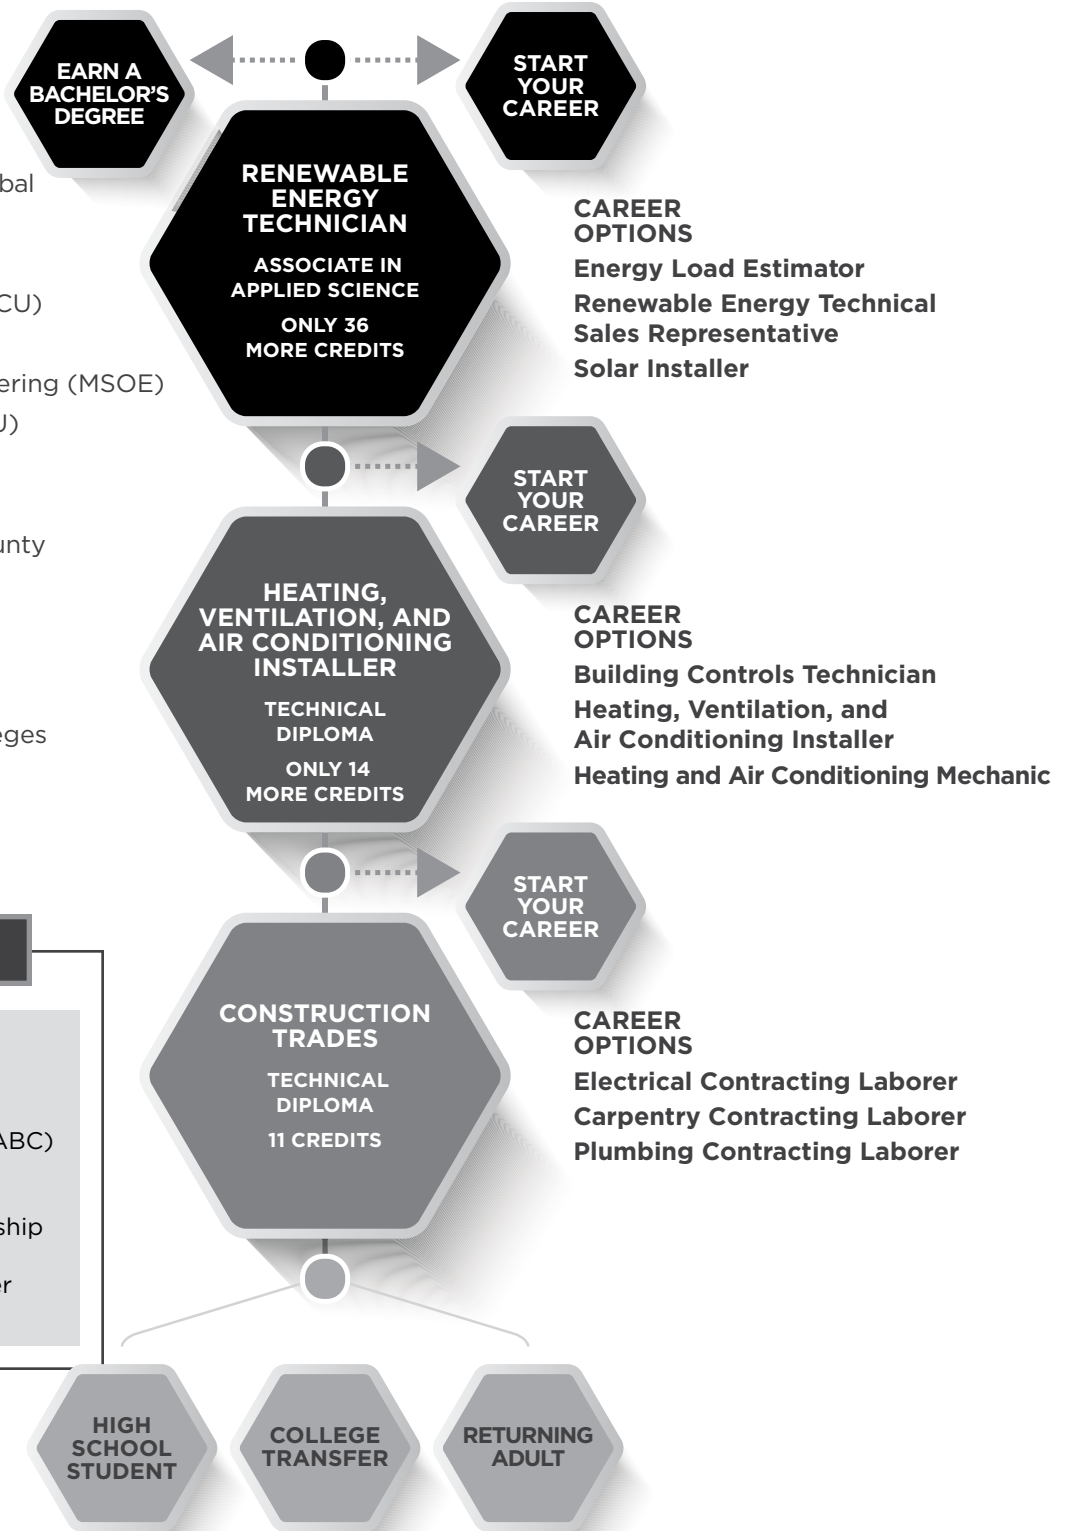 EARN A
BACHELOR'S
DEGREE
START
YOUR
CAREER
RENEWABLE
ENERGY
TECHNICIAN
ASSOCIATE IN
APPLIED SCIENCE
ONLY 36
MORE CREDITS
CAREER
OPTIONS
Energy Load Estimator
Renewable Energy Technical
Sales Representative
Solar Installer
(MSOE)
START
YOUR
CAREER
HEATING,
VENTILATION, AND
AIR CONDITIONING
INSTALLER
TECHNICAL
DIPLOMA
ONLY 14
MORE CREDITS
CAREER
OPTIONS
Building Controls Technician
Heating, Ventilation, and
Air Conditioning Installer
Heating and Air Conditioning Mechanic
START
YOUR
CAREER
CONSTRUCTION
TRADES
TECHNICAL
DIPLOMA
11 CREDITS
CAREER
OPTIONS
Electrical Contracting Laborer
Carpentry Contracting Laborer
Plumbing Contracting Laborer
HIGH
SCHOOL
STUDENT
COLLEGE
TRANSFER
RETURNING
ADULT